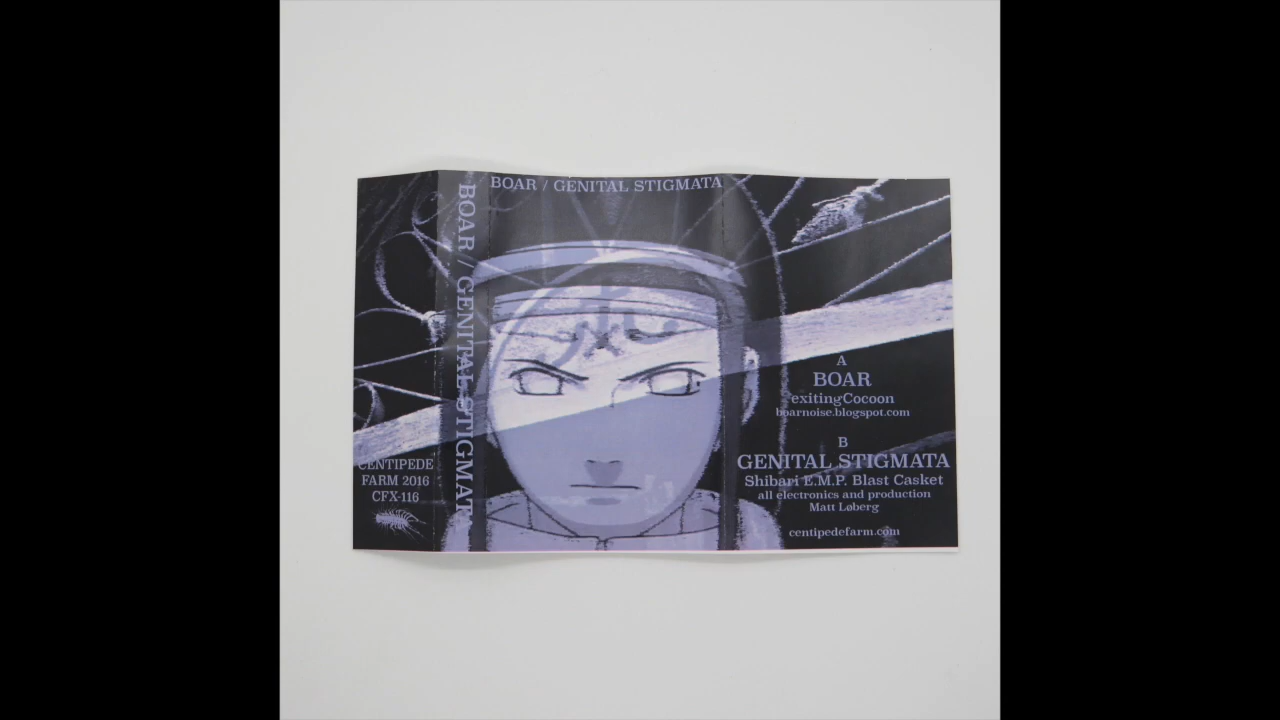 BOAR / GENITAL STIGMATA
BOAR / GENITAL STIGMATA
CENTIPEDE
FARM 2016
CFX-116
A
BOAR
exitingCocoon
boarnoise.blogspot.com
B
GENITAL STIGMATA
Shibari E.M.P. Blast Casket
all electronics and production
Matt Løberg
centipedefarm.com